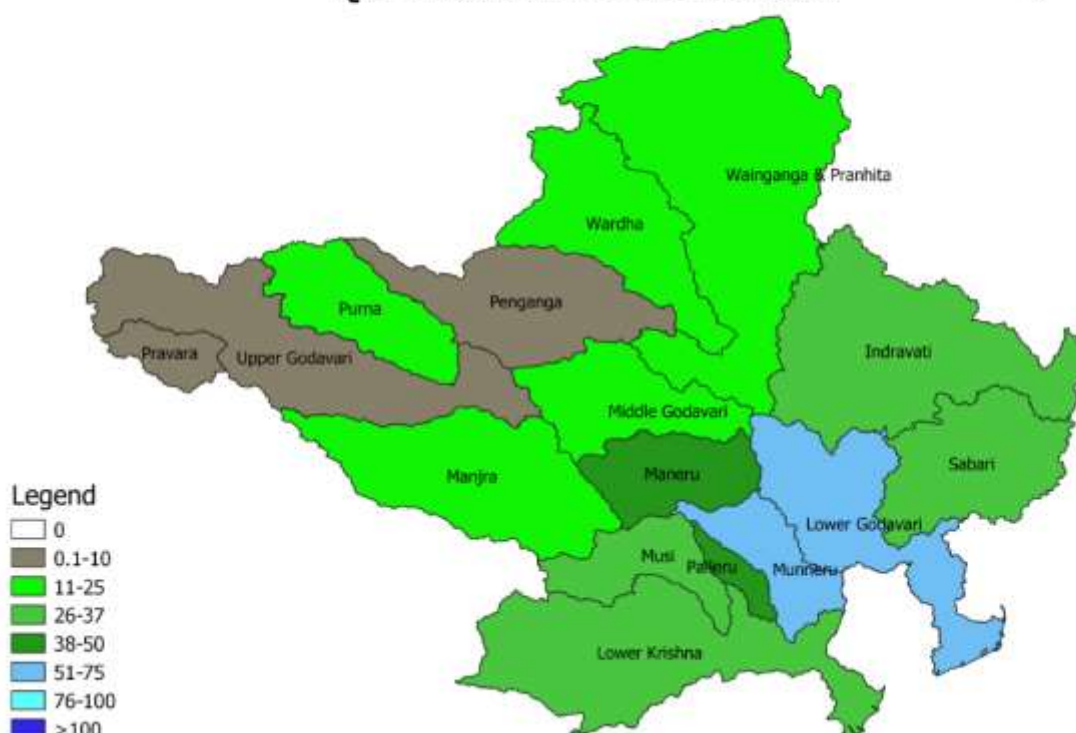 Wainganga & Pranhita
Wardha
Purna
Penganga
Pravara
Upper Godavari
Indravati
Middle Godavari
Manjra
Maneru
Sabari
Lower Godavari
Musi
Palleru
Munneru
Lower Krishna
Legend
0
0.1-10
11-25
26-37
38-50
51-75
76-100
>100